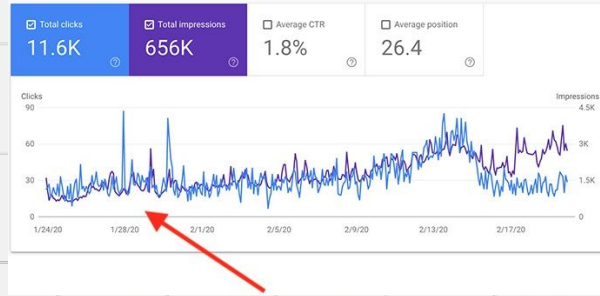 Total clicks
11.6K
Total impressions
656K
Average CTR
1.8%
Average position
26.4
Clicks Impressions
90 4.5K
60 3K
30 1.5K
0 0
1/24/20 1/28/20 2/1/20 2/5/20 2/9/20 2/13/20 2/17/20